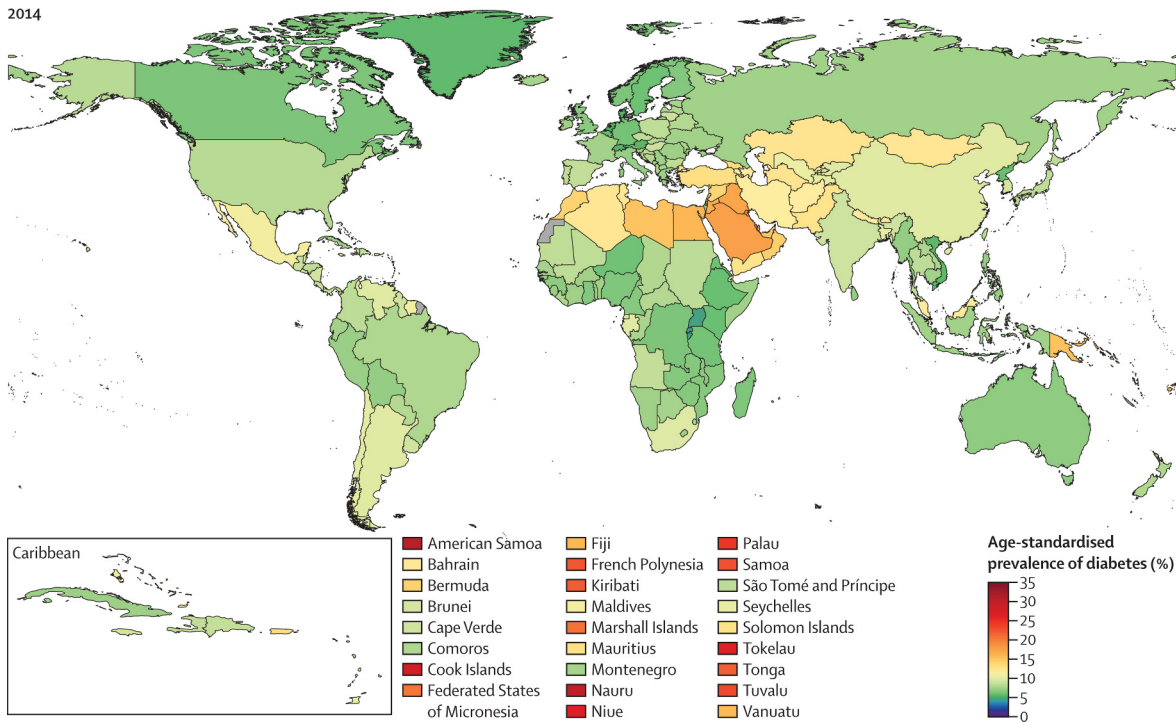 2014
Caribbean
American Samoa
Bahrain
Bermuda
Brunei
Cape Verde
Comoros
Cook Islands
Federated States
of Micronesia
Fiji
French Polynesia
Kiribati
Maldives
Marshall Islands
Mauritius
Montenegro
Nauru
Niue
Palau
Samoa
São Tomé and Príncipe
Seychelles
Solomon Islands
Tokelau
Tonga
Tuvalu
Vanuatu
Age-standardised
prevalence of diabetes (%)
35
30
25
20
15
10
5
0